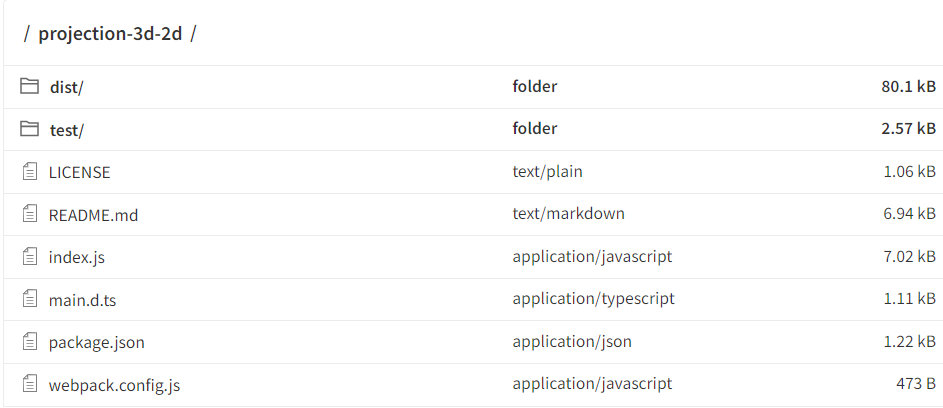 / projection-3d-2d /
dist/ folder 80.1 kB
test/ folder 2.57 kB
LICENSE text/plain 1.06 kB
README.md text/markdown 6.94 kB
index.js application/javascript 7.02 kB
main.d.ts application/typescript 1.11 kB
package.json application/json 1.22 kB
webpack.config.js application/javascript 473 B